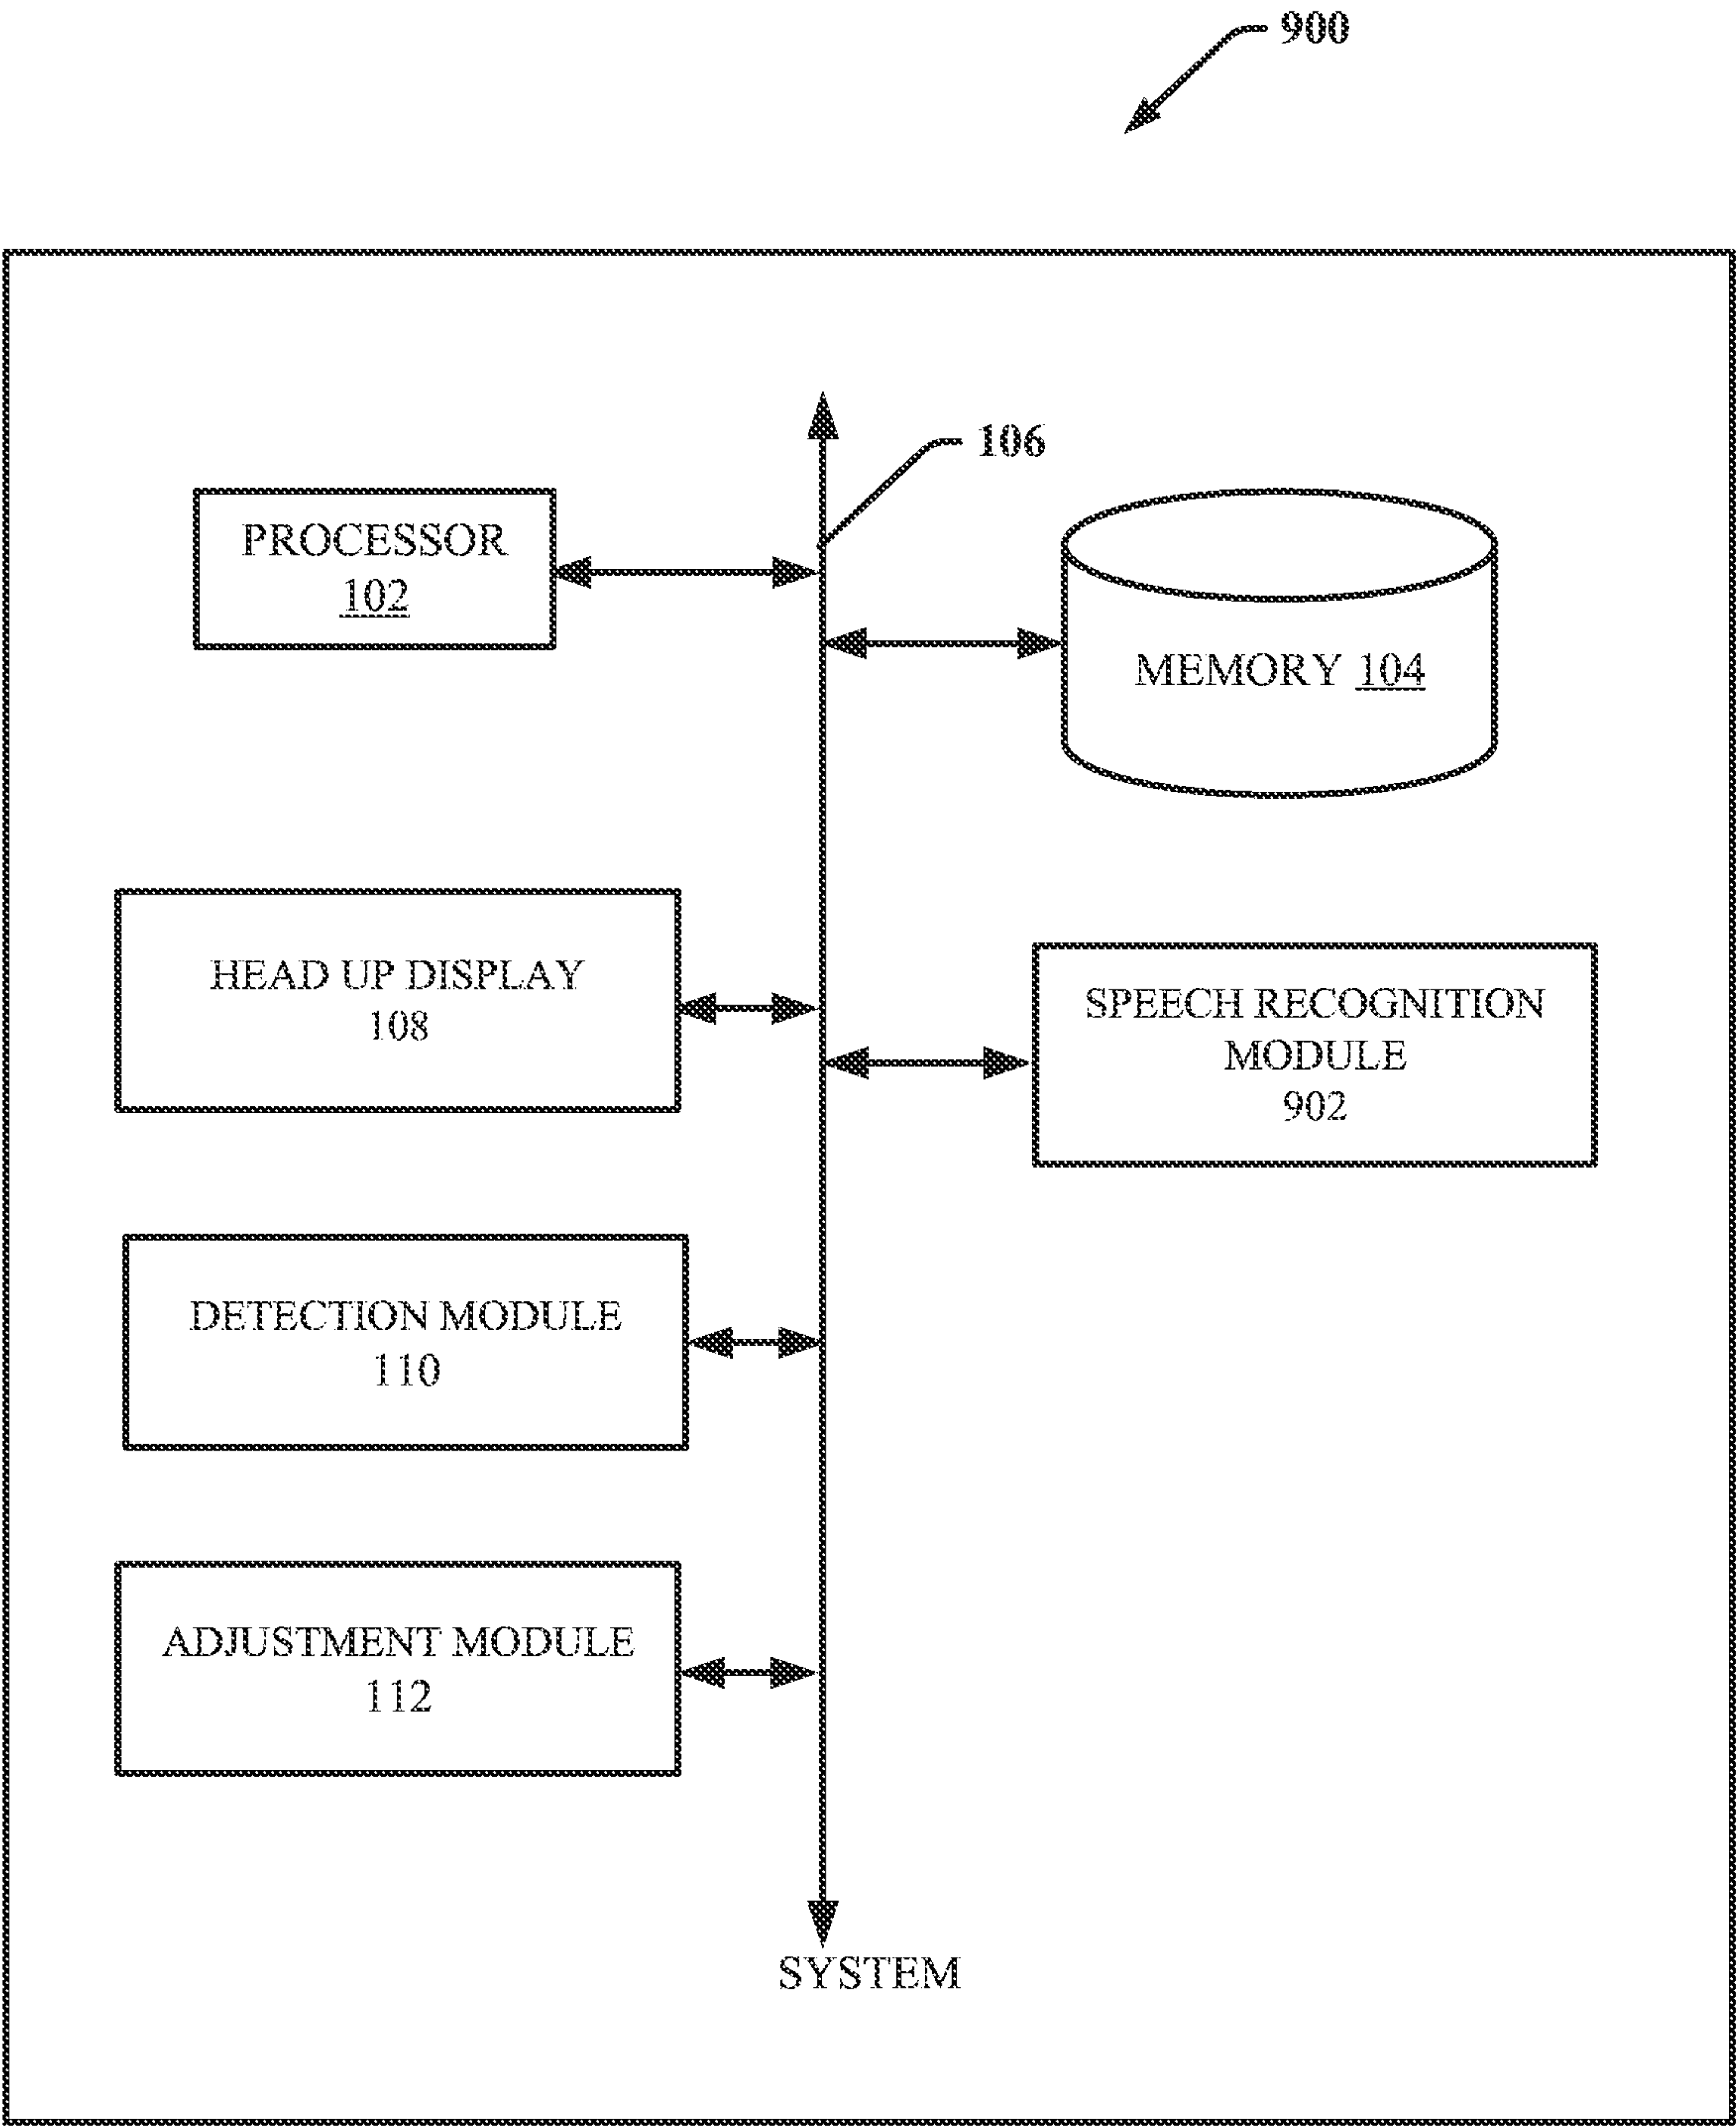 900
106
PROCESSOR
102
MEMORY 104
HEAD UP DISPLAY
108
SPEECH RECOGNITION
MODULE
902
DETECTION MODULE
110
ADJUSTMENT MODULE
112
SYSTEM